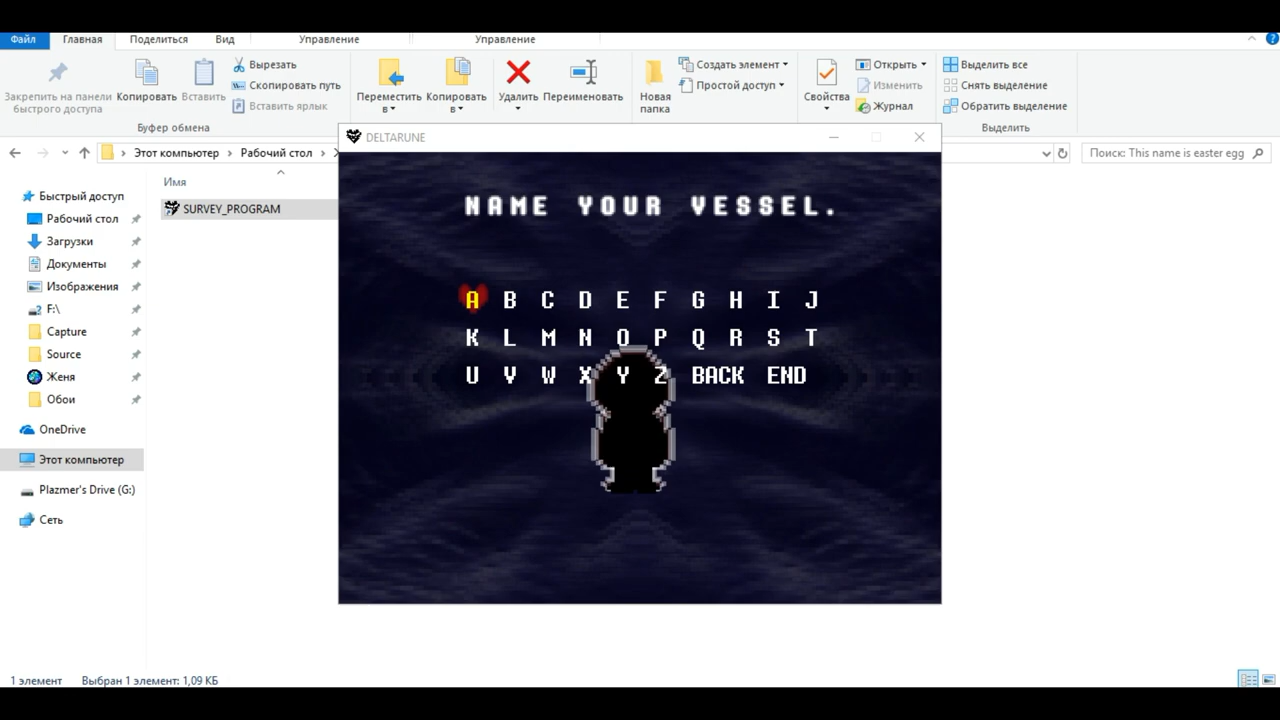 Файл Главная Поделиться Вид Управление Управление
Закрепить на панели быстрого доступа
Копировать
Вставить
Вырезать
Скопировать путь
Вставить ярлык
Переместить в
Копировать в
Удалить
Переименовать
Новая папка
Создать элемент
Простой доступ
Свойства
Открыть
Изменить
Журнал
Выделить все
Снять выделение
Обратить выделение
Буфер обмена
Выделить
Этот компьютер Рабочий стол
Поиск: This name is easter egg
Быстрый доступ
Рабочий стол
Загрузки
Документы
Изображения
F:\
Capture
Source
Женя
Обои
OneDrive
Этот компьютер
Plazmer's Drive (G:)
Сеть
Имя
SURVEY_PROGRAM
DELTARUNE
NAME YOUR VESSEL.
A B C D E F G H I J
K L M N O P Q R S T
U V W X Y Z BACK END
1 элемент Выбран 1 элемент: 1,09 КБ